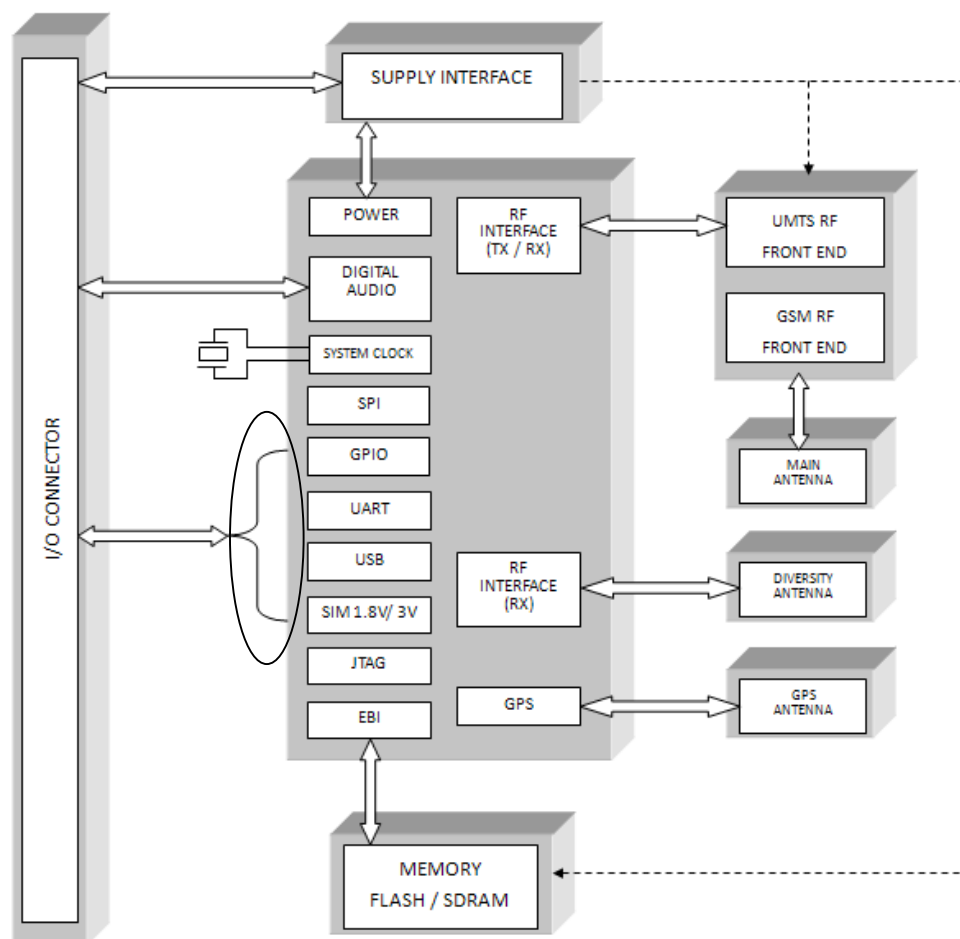 SUPPLY INTERFACE
POWER
RF
INTERFACE
(TX / RX)
UMTS RF
FRONT END
DIGITAL
AUDIO
GSM RF
FRONT END
SYSTEM CLOCK
SPI
GPIO
MAIN
ANTENNA
I/O CONNECTOR
UART
USB
RF
INTERFACE
(RX)
DIVERSITY
ANTENNA
SIM 1.8V/ 3V
JTAG
EBI
GPS
GPS
ANTENNA
MEMORY
FLASH / SDRAM